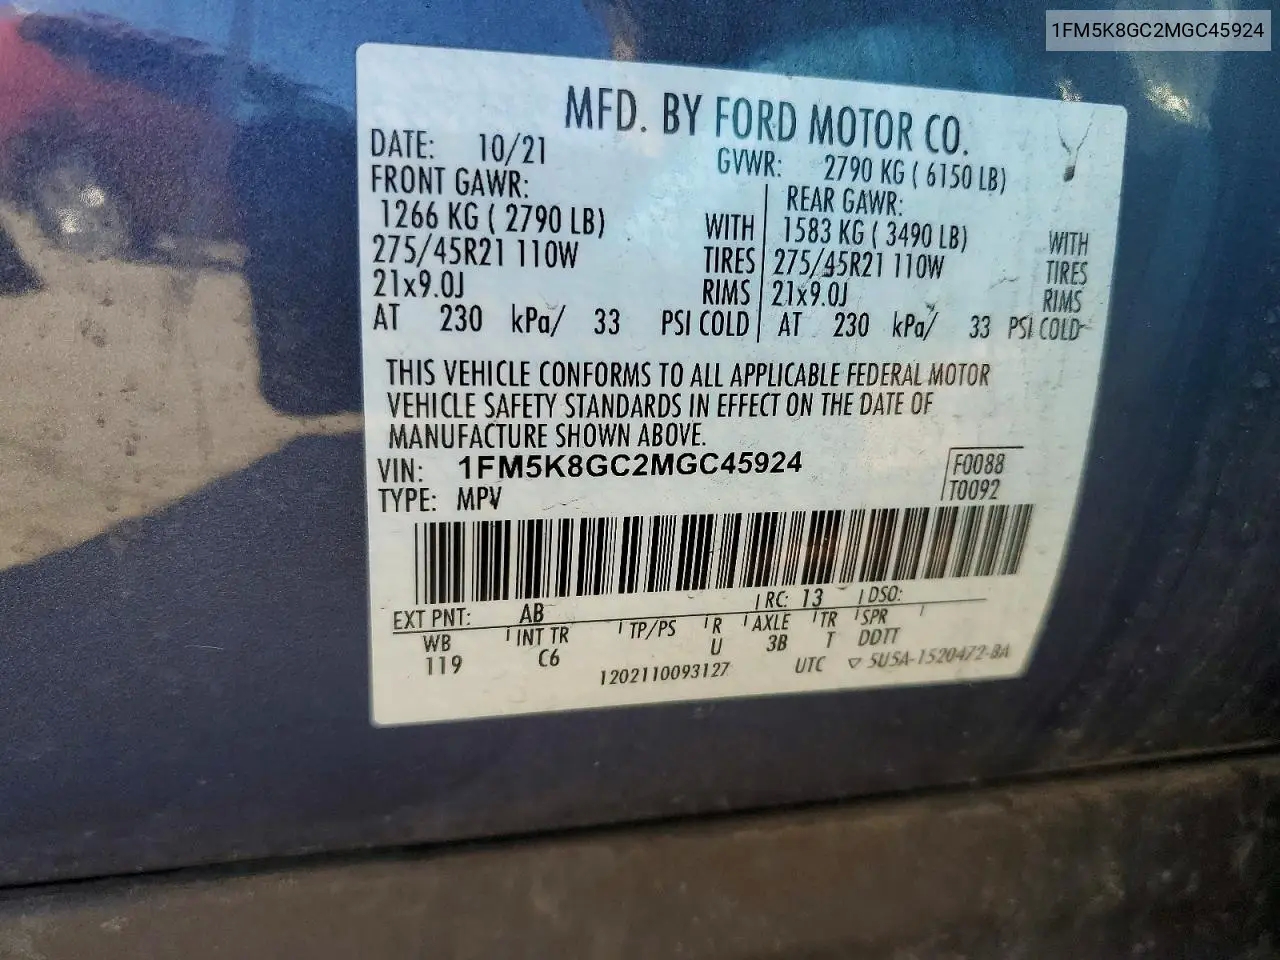 1FM5K8GC2MGC45924
MFD. BY FORD MOTOR CO.
DATE: 10/21 GVWR: 2790 KG ( 6150 LB)
FRONT GAWR: REAR GAWR:
1266 KG ( 2790 LB) WITH 1583 KG ( 3490 LB) WITH
275/45R21 110W TIRES 275/45R21 110W TIRES
21x9.0J RIMS 21x9.0J RIMS
AT 230 kPa/ 33 PSI COLD AT 230 kPa/ 33 PSI COLD
THIS VEHICLE CONFORMS TO ALL APPLICABLE FEDERAL MOTOR
VEHICLE SAFETY STANDARDS IN EFFECT ON THE DATE OF
MANUFACTURE SHOWN ABOVE.
VIN: 1FM5K8GC2MGC45924 F0088
TYPE: MPV T0092
EXT PNT: AB RC: 13 DSO:
WB INT TR TP/PS R AXLE TR SPR
119 C6 U 3B T DDTT
1202110093127 UTC ▽ 5U5A-1520472-BA